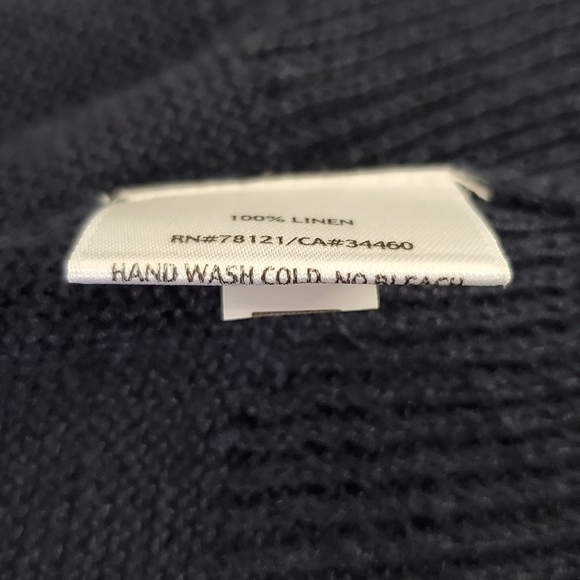 100% LINEN
RN#78121/CA#34460
HAND WASH COLD, NO BLEACH